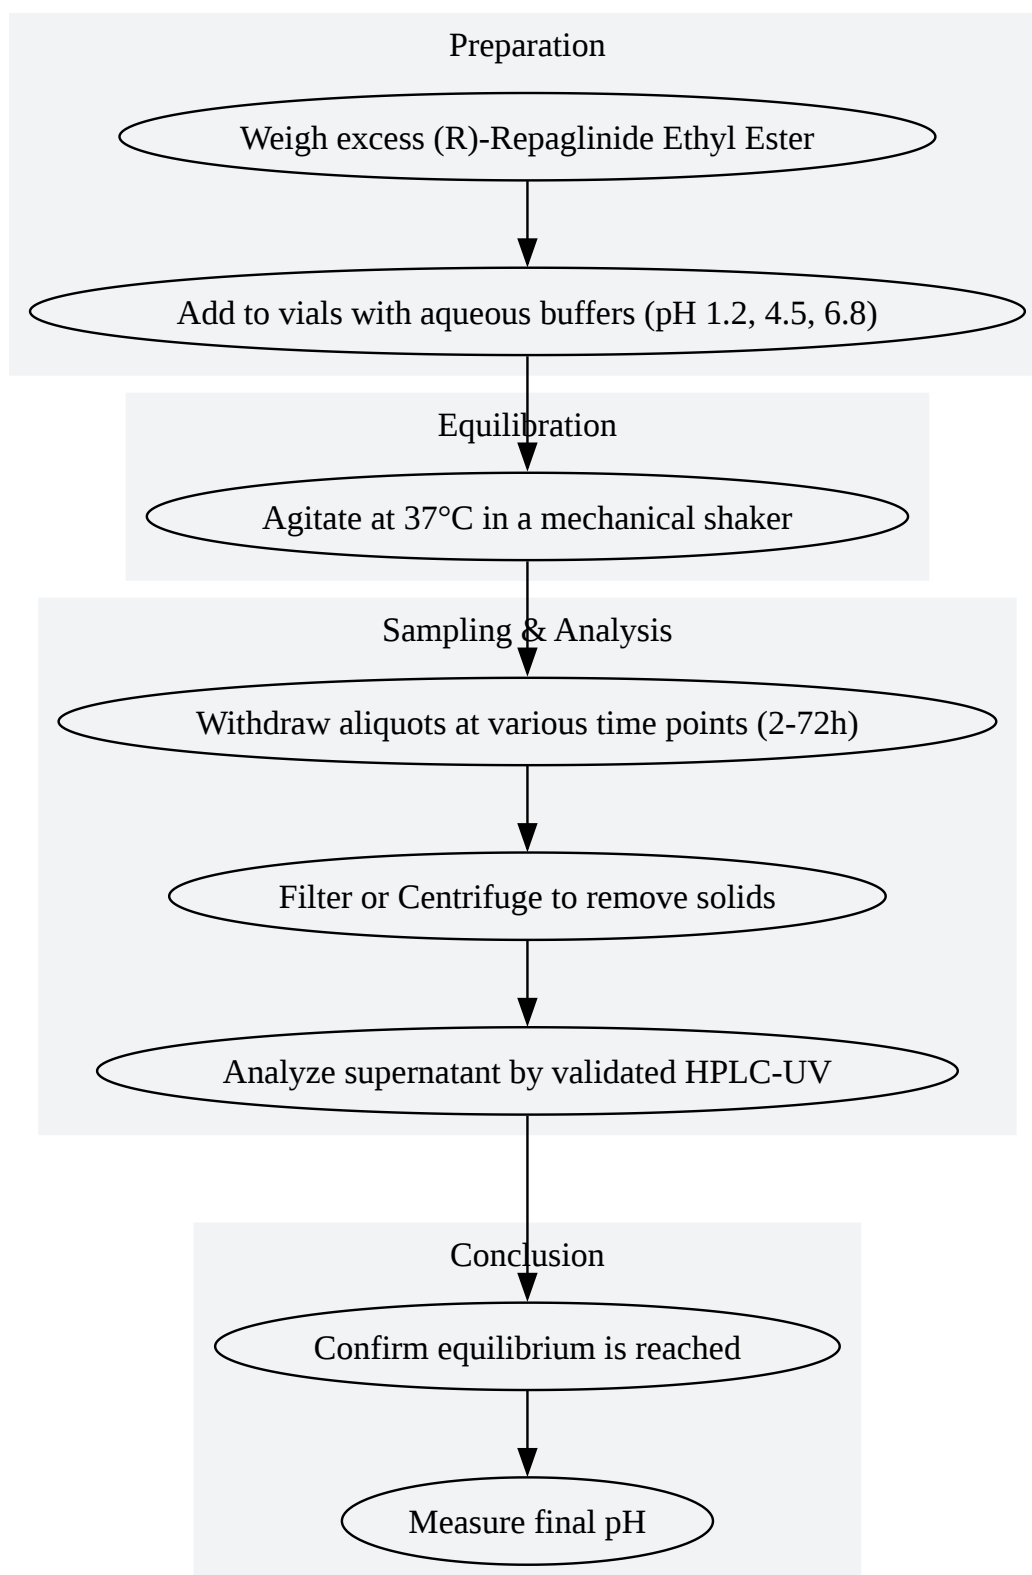 Preparation
Weigh excess (R)-Repaglinide Ethyl Ester
Add to vials with aqueous buffers (pH 1.2, 4.5, 6.8)
Equilibration
Agitate at 37°C in a mechanical shaker
Sampling & Analysis
Withdraw aliquots at various time points (2-72h)
Filter or Centrifuge to remove solids
Analyze supernatant by validated HPLC-UV
Conclusion
Confirm equilibrium is reached
Measure final pH